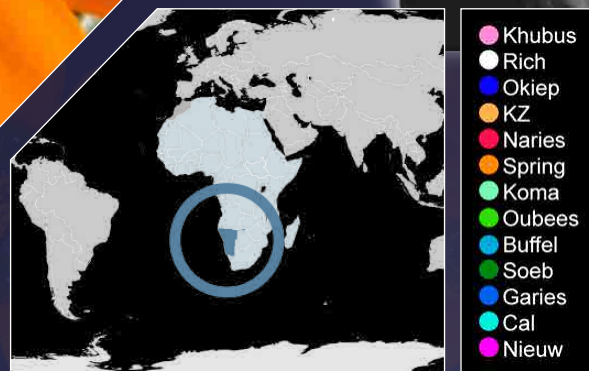 Khubus
Rich
Okiep
KZ
Naries
Spring
Koma
Oubees
Buffel
Soeb
Garies
Cal
Nieuw